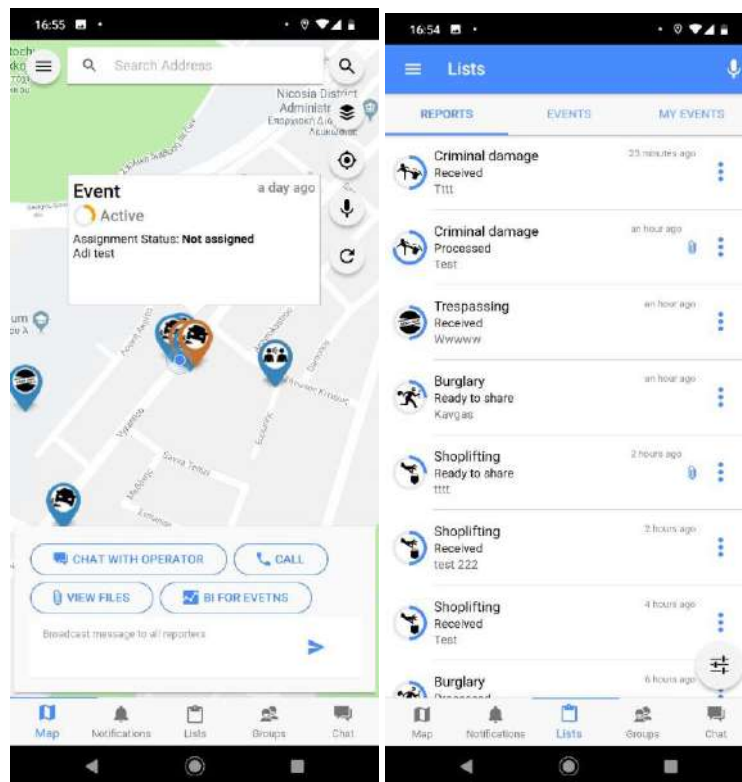 16:55
Search Address
Nicosia District
Administr
Event
a day ago
Active
Assignment Status: Not assigned
Adi test
CHAT WITH OPERATOR
CALL
VIEW FILES
BI FOR EVETNS
Broadcast message to all reporters
Map
Notifications
Lists
Groups
Chat
16:54
Lists
REPORTS
EVENTS
MY EVENTS
Criminal damage
23 minutes ago
Received
Tttt
Criminal damage
an hour ago
Processed
Test
Trespassing
an hour ago
Received
Wwwww
Burglary
an hour ago
Ready to share
Kavgas
Shoplifting
2 hours ago
Ready to share
tttt
Shoplifting
2 hours ago
Received
test 222
Shoplifting
4 hours ago
Received
Test
Burglary
6 hours ago
Processed
Map
Notifications
Lists
Groups
Chat